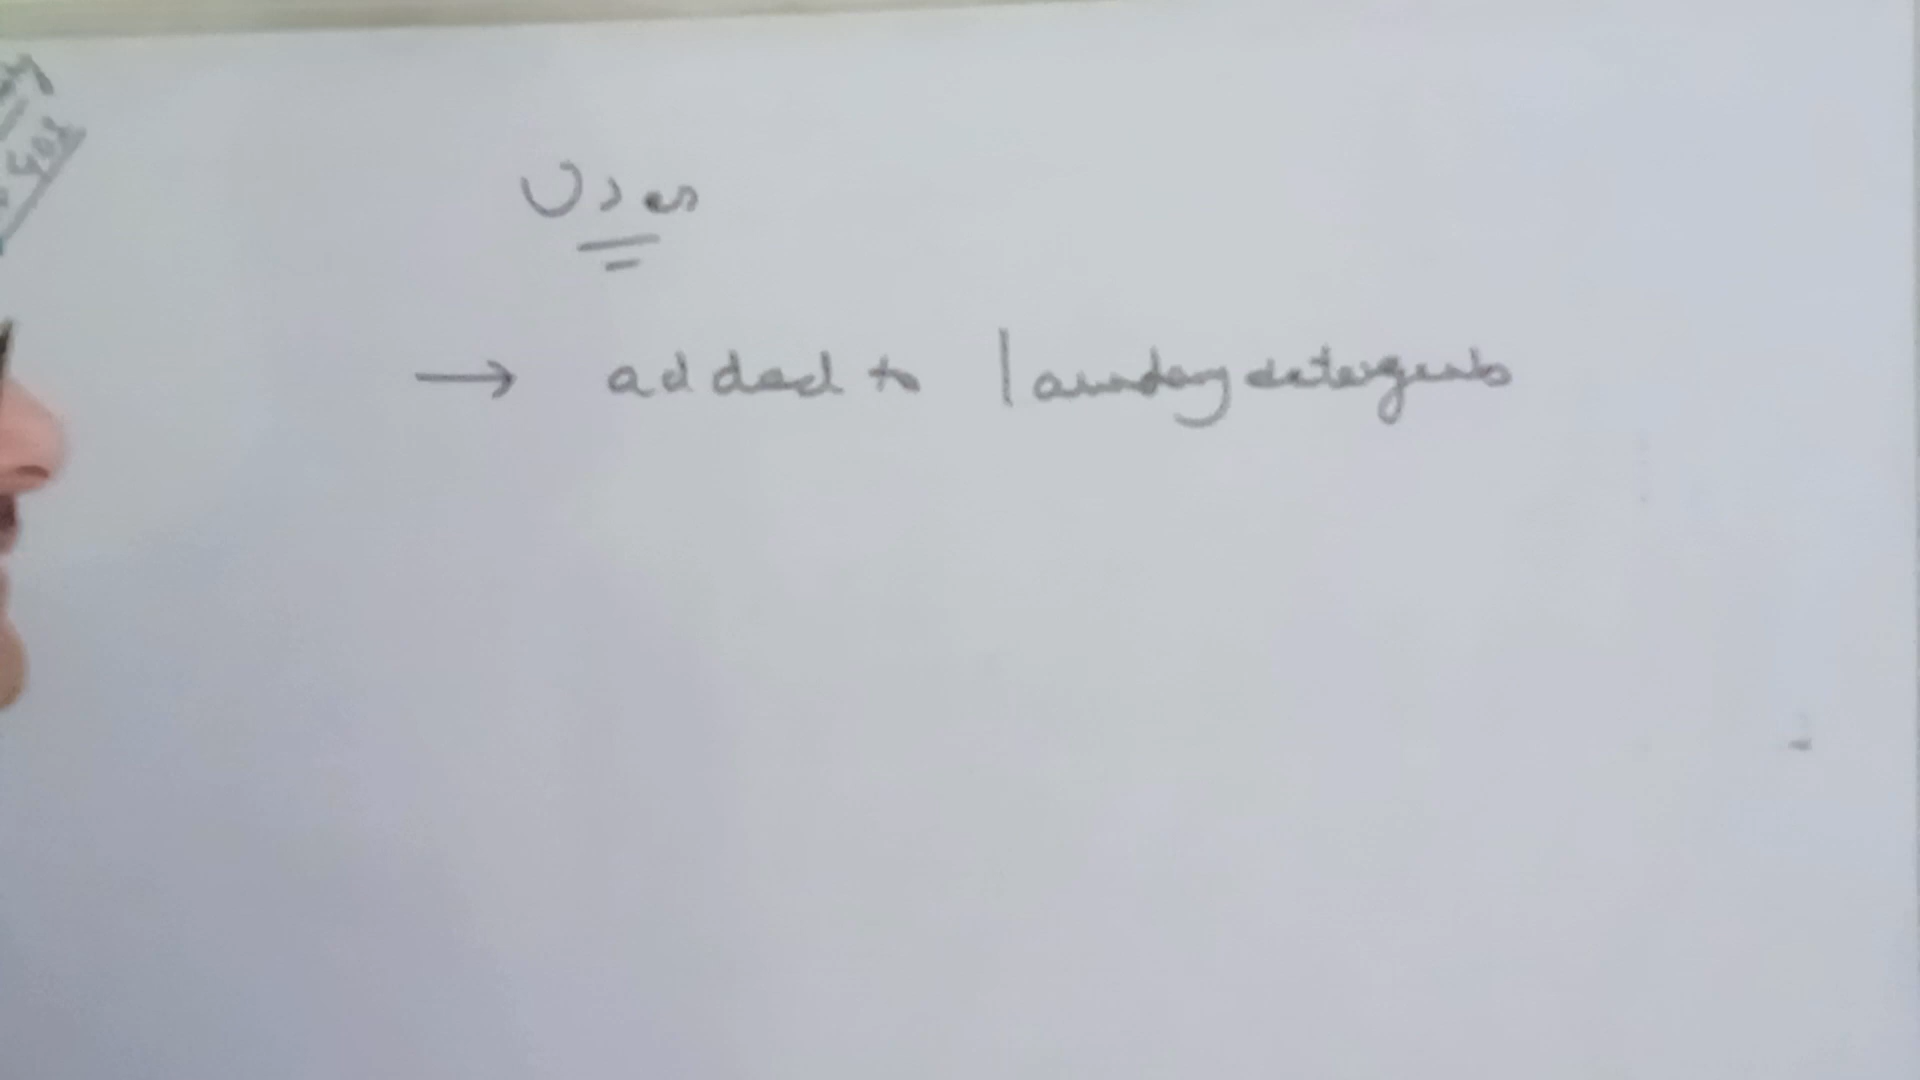 Uses
→ added to laundry detergents